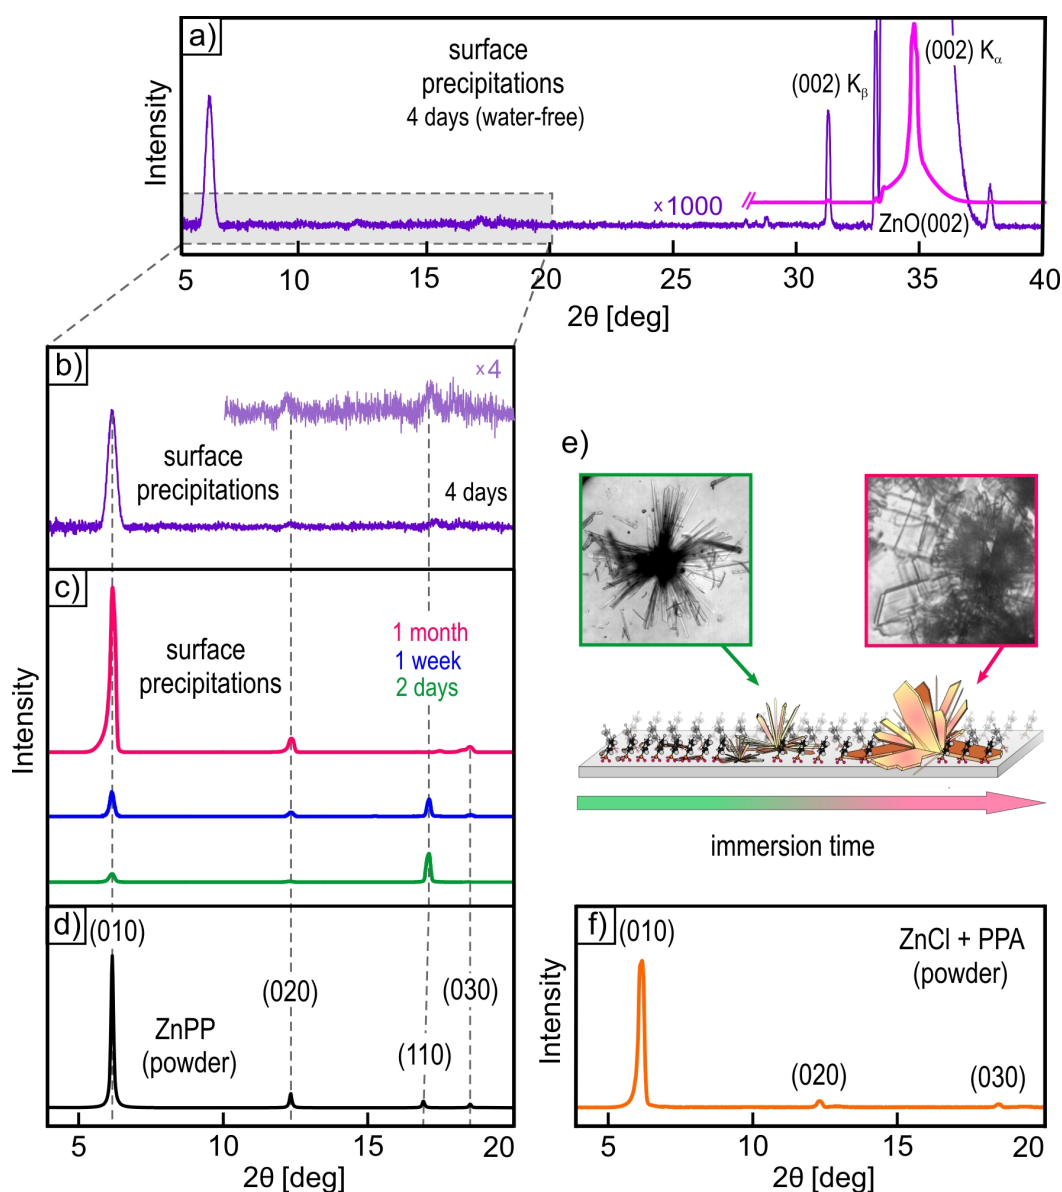 a)
surface
precipitations
4 days (water-free)
(002) Kβ
(002) Kα
×1000
ZnO(002)
Intensity
5 10 15 20 25 30 35 40
2θ [deg]
b)
×4
surface
precipitations
4 days
c)
surface
precipitations
1 month
1 week
2 days
Intensity
d)
(010)
(020)
(030)
(110)
ZnPP
(powder)
5 10 15 20
2θ [deg]
e)
immersion time
f)
(010)
ZnCl + PPA
(powder)
(020)
(030)
Intensity
5 10 15 20
2θ [deg]